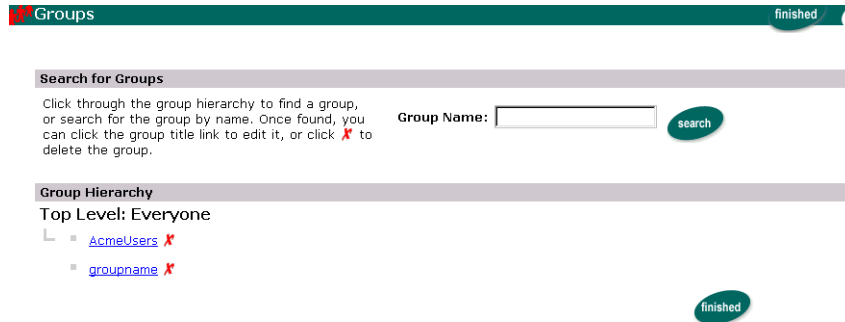 Groups
finished
Search for Groups
Click through the group hierarchy to find a group,
or search for the group by name. Once found, you
can click the group title link to edit it, or click X to
delete the group.
Group Name:
search
Group Hierarchy
Top Level: Everyone
AcmeUsers X
groupname X
finished